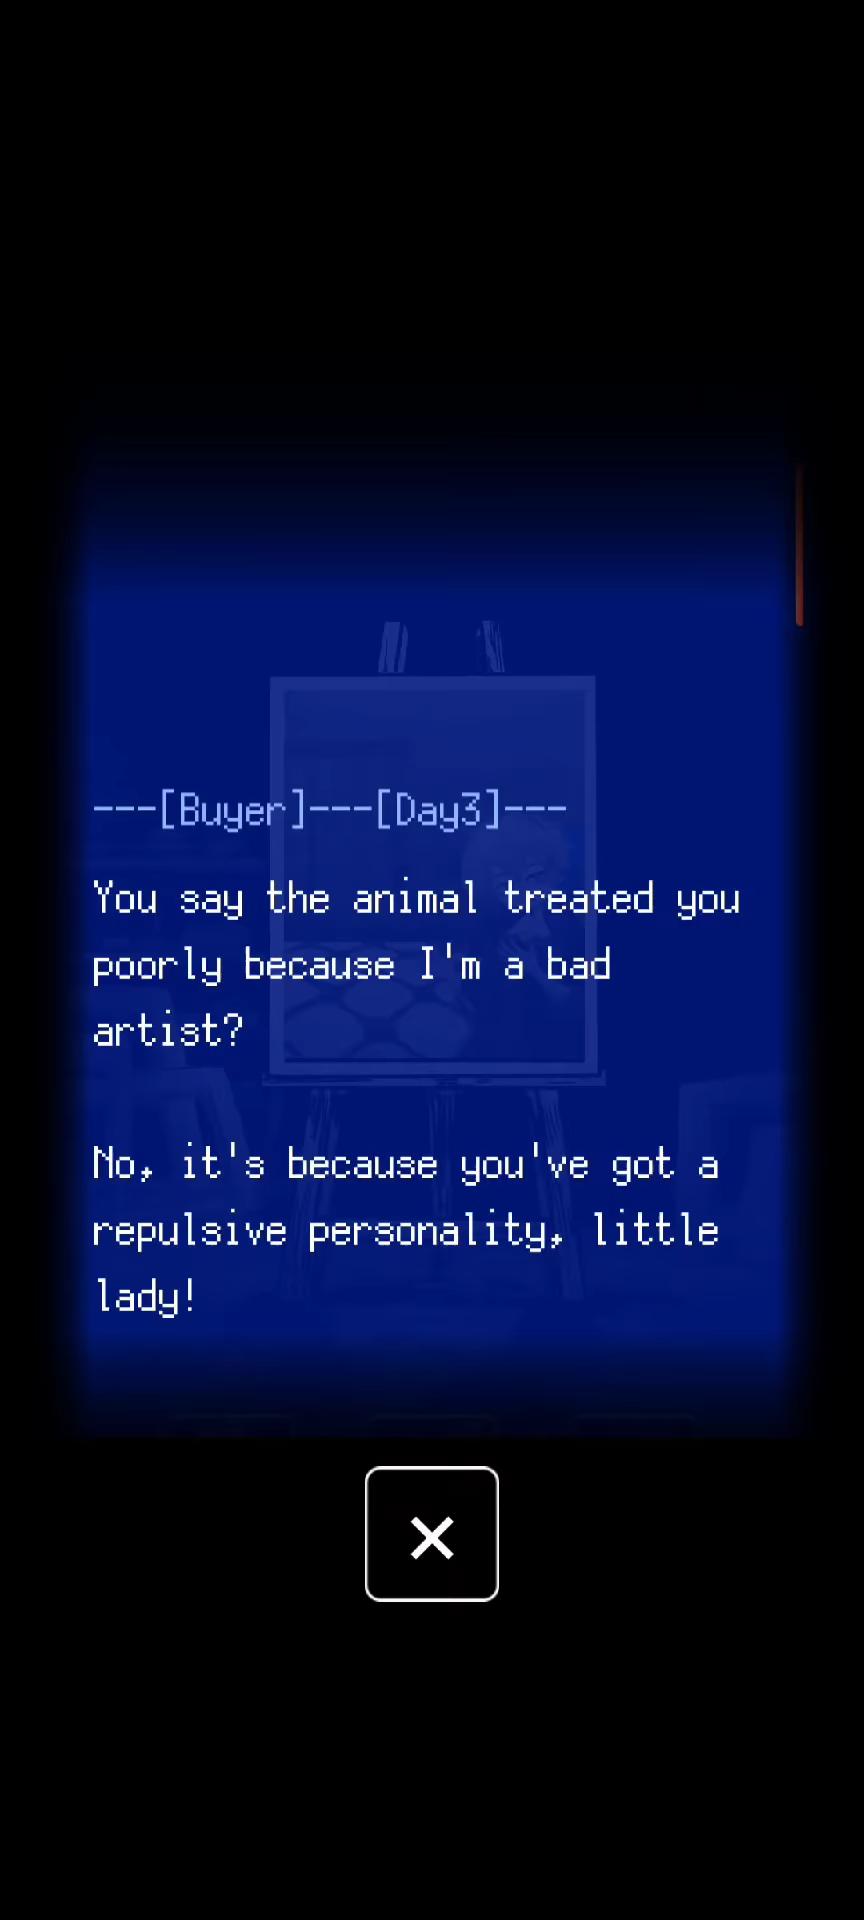 ---[Buyer]---[Day3]---
You say the animal treated you
poorly because I'm a bad
artist?
No, it's because you've got a
repulsive personality, little
lady!